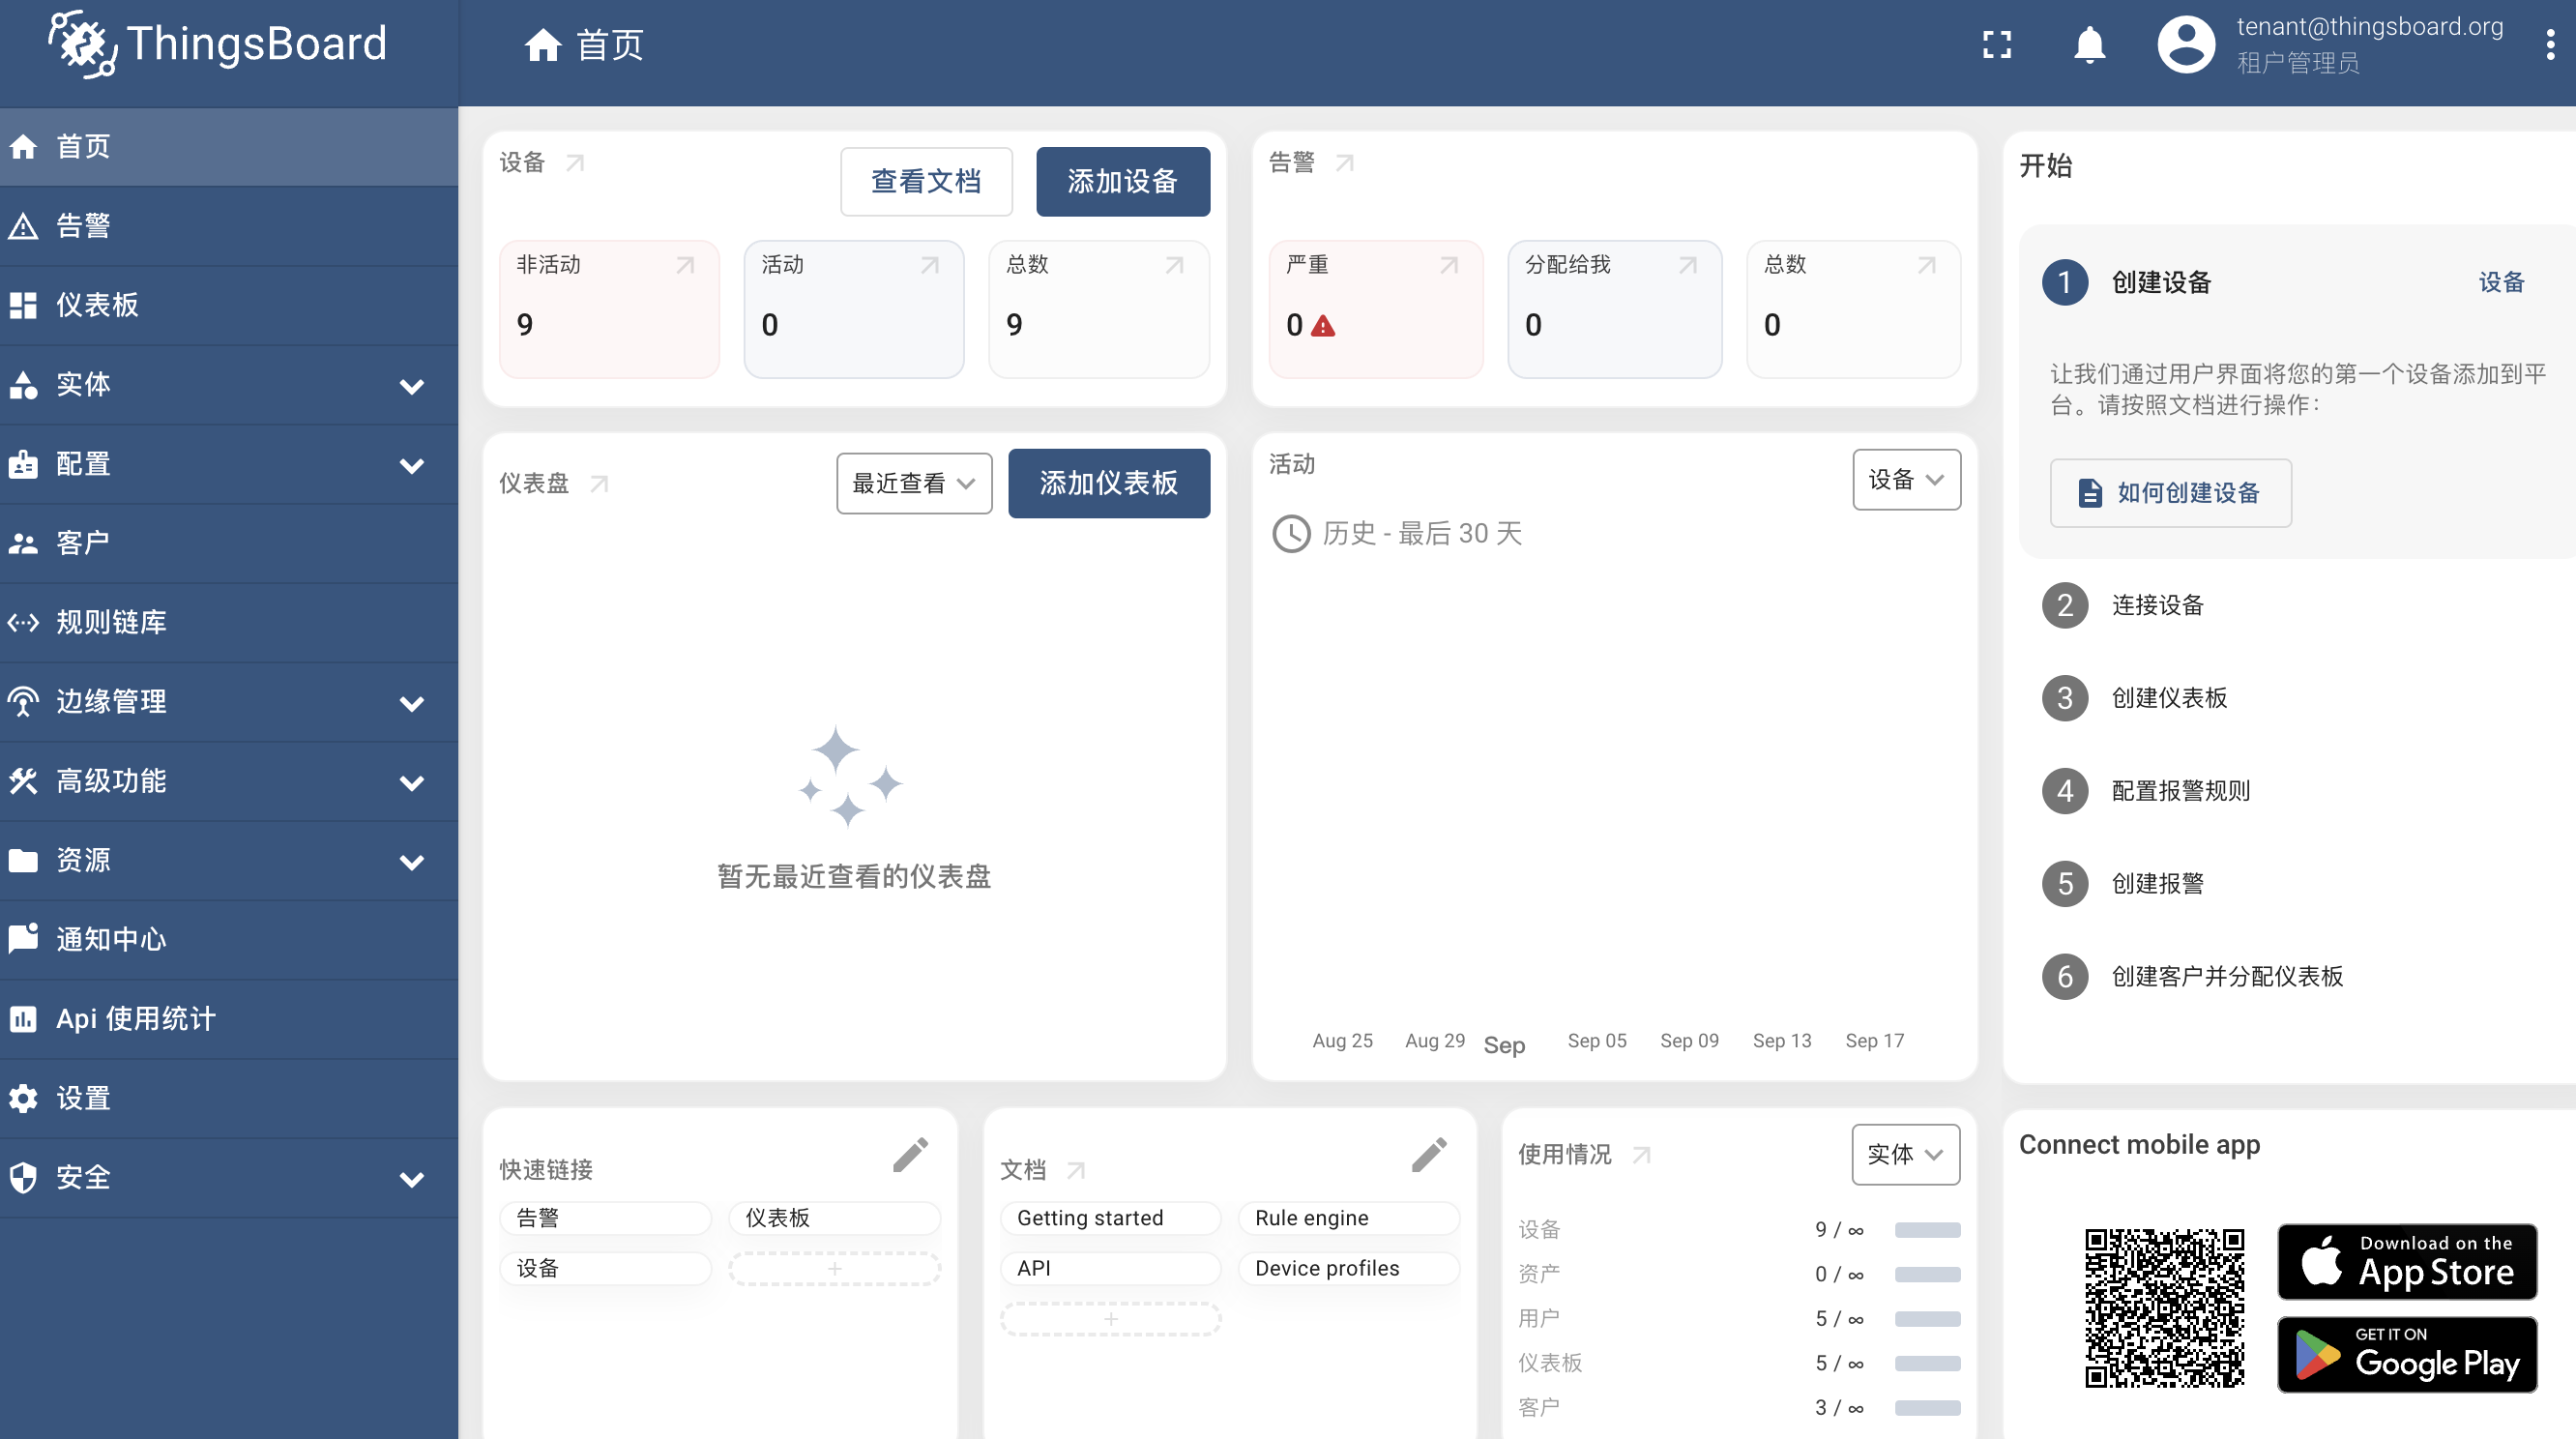 ThingsBoard
首页
tenant@thingsboard.org
租户管理员
首页
告警
仪表板
实体
配置
客户
规则链库
边缘管理
高级功能
资源
通知中心
Api 使用统计
设置
安全
设备
查看文档
添加设备
非活动
9
活动
0
总数
9
告警
严重
0
分配给我
0
总数
0
仪表盘
最近查看
添加仪表板
暂无最近查看的仪表盘
活动
设备
历史 - 最后 30 天
Aug 25 Aug 29 Sep Sep 05 Sep 09 Sep 13 Sep 17
开始
1 创建设备 设备
让我们通过用户界面将您的第一个设备添加到平
台。请按照文档进行操作:
如何创建设备
2 连接设备
3 创建仪表板
4 配置报警规则
5 创建报警
6 创建客户并分配仪表板
快速链接
告警
仪表板
设备
+
文档
Getting started
Rule engine
API
Device profiles
+
使用情况
实体
设备 9 / ∞
资产 0 / ∞
用户 5 / ∞
仪表板 5 / ∞
客户 3 / ∞
Connect mobile app
Download on the
App Store
GET IT ON
Google Play